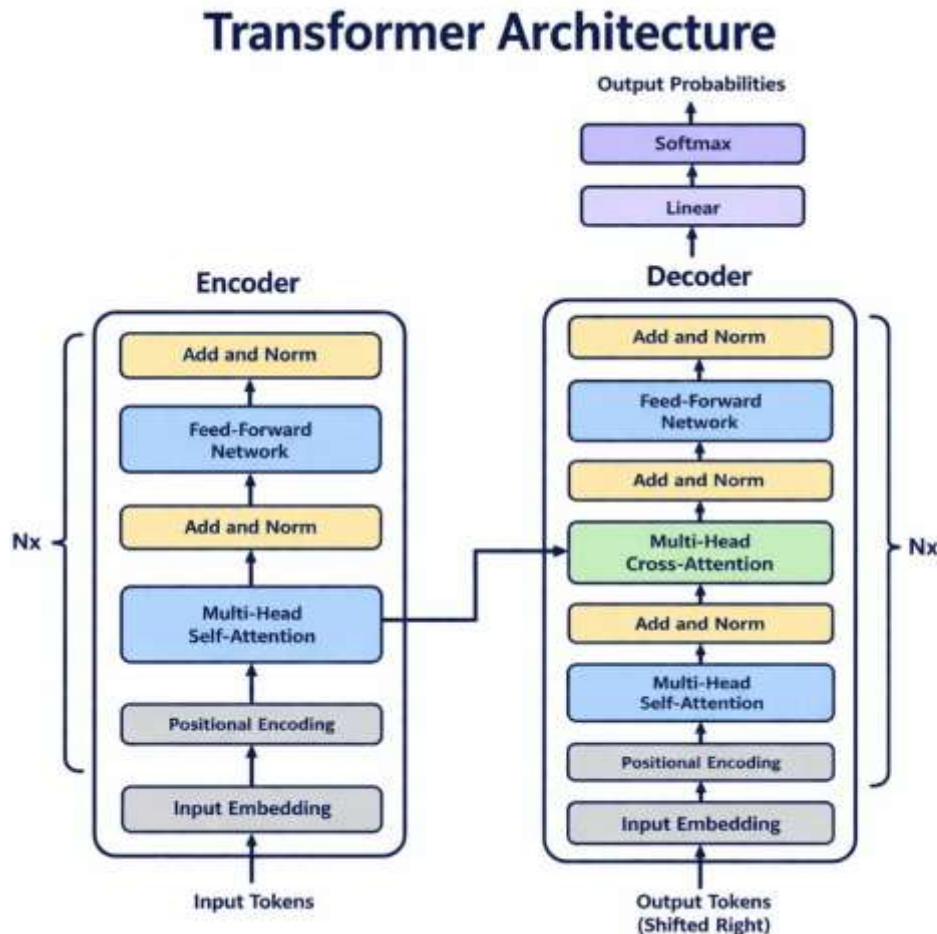 Transformer Architecture
Output Probabilities
Softmax
Linear
Encoder
Add and Norm
Feed-Forward
Network
Add and Norm
Nx
Multi-Head
Self-Attention
Positional Encoding
Input Embedding
Input Tokens
Decoder
Add and Norm
Feed-Forward
Network
Add and Norm
Multi-Head
Cross-Attention
Nx
Add and Norm
Multi-Head
Self-Attention
Positional Encoding
Input Embedding
Output Tokens
(Shifted Right)